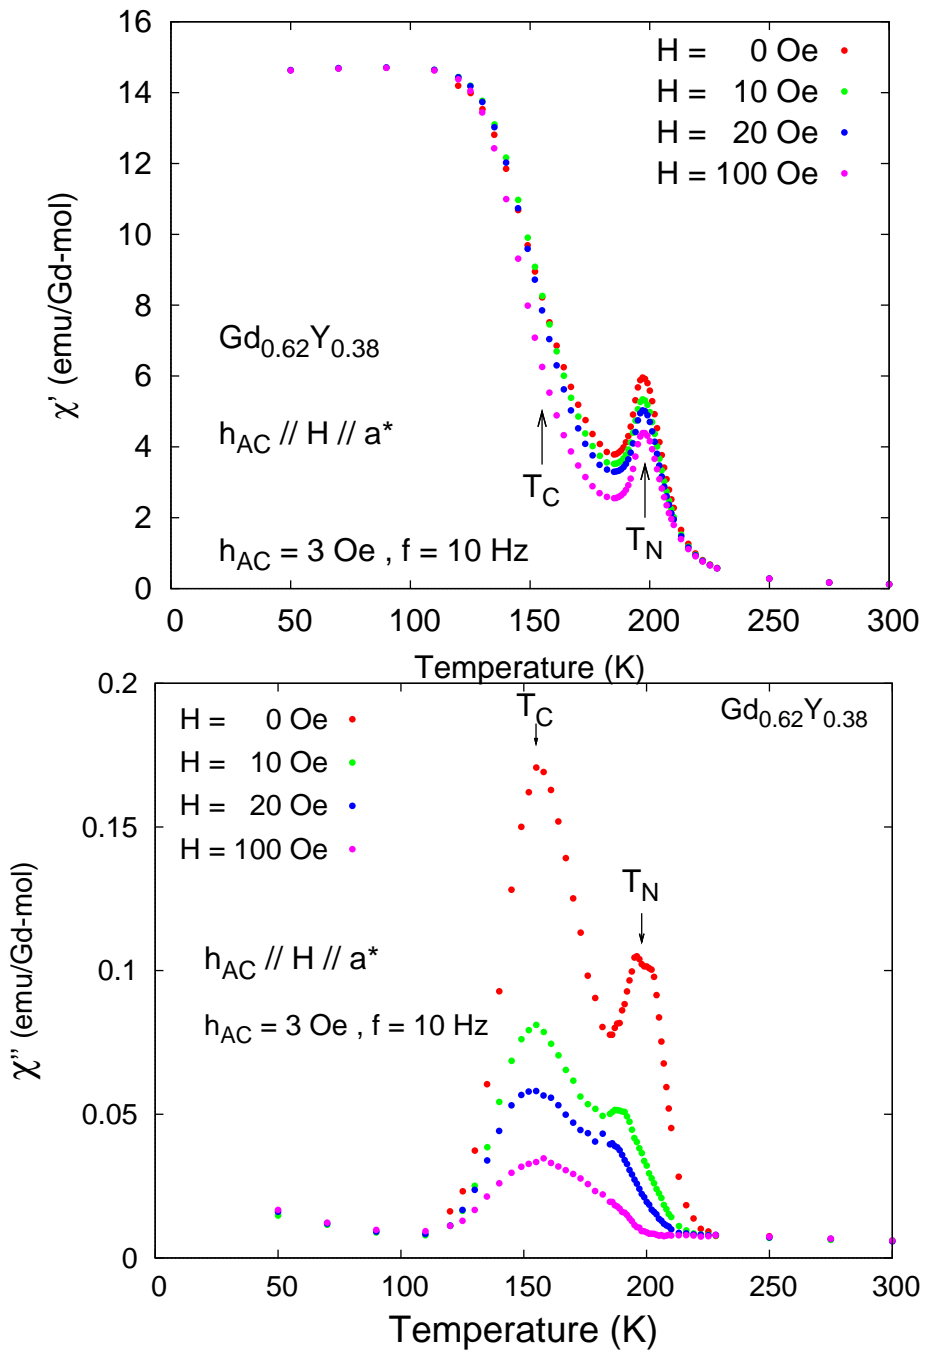 16
14
12
10
8
6
4
2
0
χ' (emu/Gd-mol)
H = 0 Oe
H = 10 Oe
H = 20 Oe
H = 100 Oe
Gd0.62Y0.38
hAC // H // a*
hAC = 3 Oe , f = 10 Hz
TC
TN
0 50 100 150 200 250 300
Temperature (K)
0.2
0.15
0.1
0.05
0
χ'' (emu/Gd-mol)
H = 0 Oe
H = 10 Oe
H = 20 Oe
H = 100 Oe
TC
Gd0.62Y0.38
TN
hAC // H // a*
hAC = 3 Oe , f = 10 Hz
0 50 100 150 200 250 300
Temperature (K)